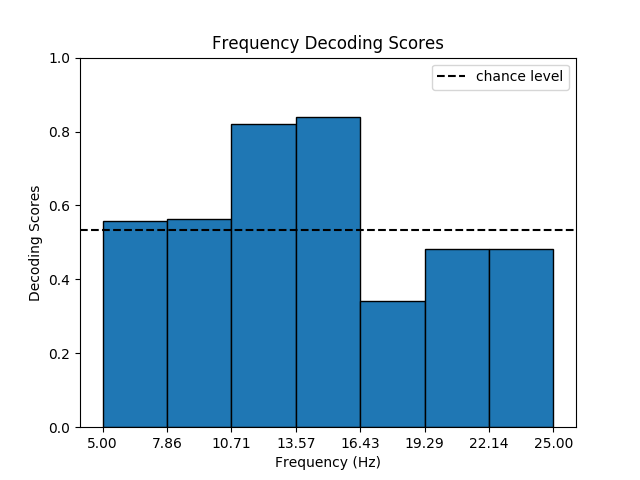 Frequency Decoding Scores
chance level
1.0
0.8
0.6
0.4
0.2
0.0
Decoding Scores
5.00 7.86 10.71 13.57 16.43 19.29 22.14 25.00
Frequency (Hz)